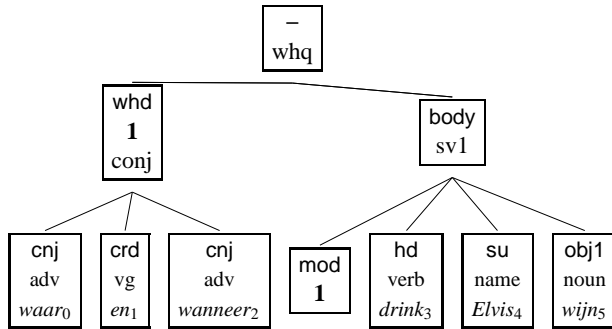 –
whq
whd
1
conj
body
sv1
cnj
adv
waar₀
crd
vg
en₁
cnj
adv
wanneer₂
mod
1
hd
verb
drink₃
su
name
Elvis₄
obj1
noun
wijn₅